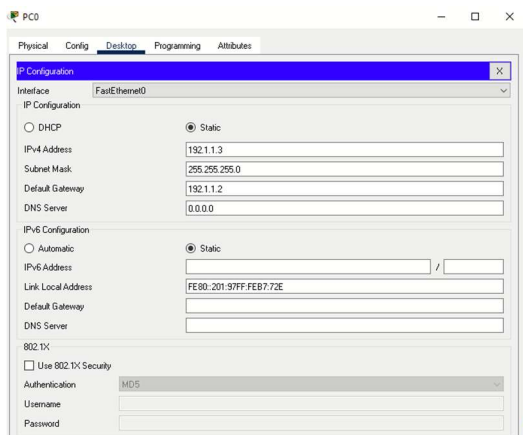 PC0
Physical Config Desktop Programming Attributes
IP Configuration X
Interface FastEthernet0
IP Configuration
DHCP Static
IPv4 Address 192.1.1.3
Subnet Mask 255.255.255.0
Default Gateway 192.1.1.2
DNS Server 0.0.0.0
IPv6 Configuration
Automatic Static
IPv6 Address /
Link Local Address FE80::201:97FF:FEB7:72E
Default Gateway
DNS Server
802.1X
Use 802.1X Security
Authentication MD5
Username
Password